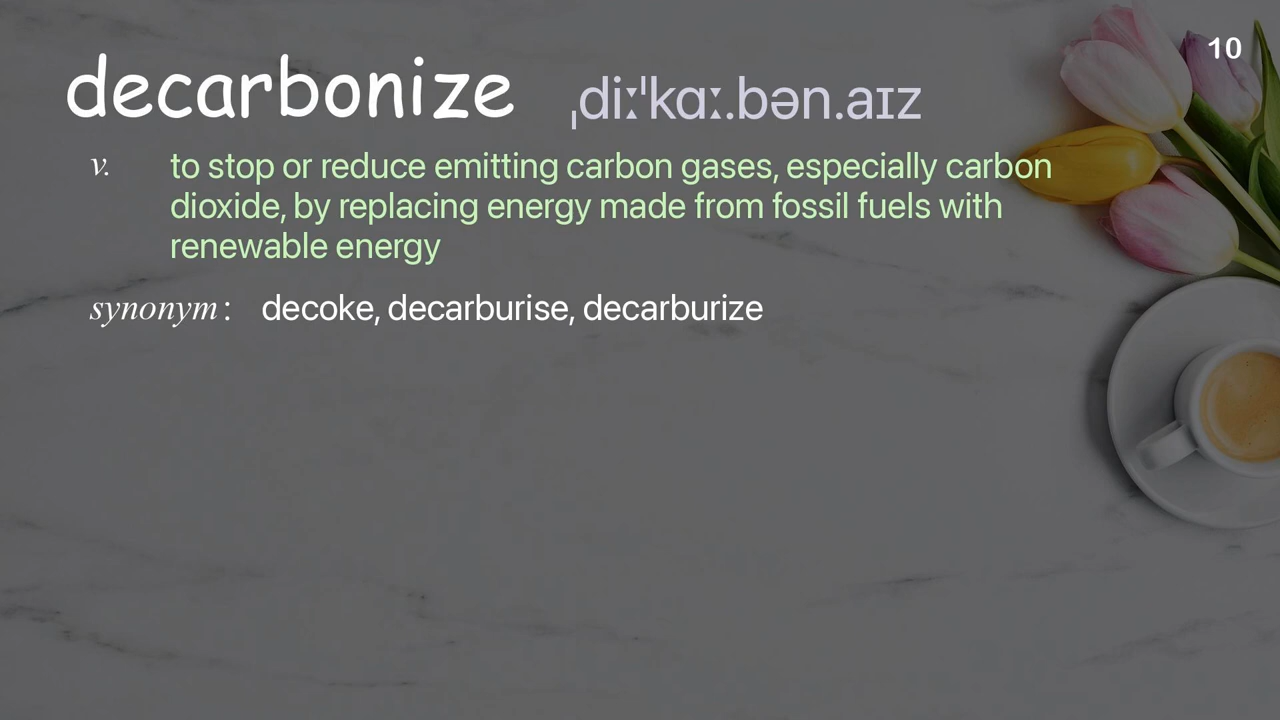 10
decarbonize ˌdiːˈkɑː.bən.aɪz
v. to stop or reduce emitting carbon gases, especially carbon
dioxide, by replacing energy made from fossil fuels with
renewable energy
synonym: decoke, decarburise, decarburize